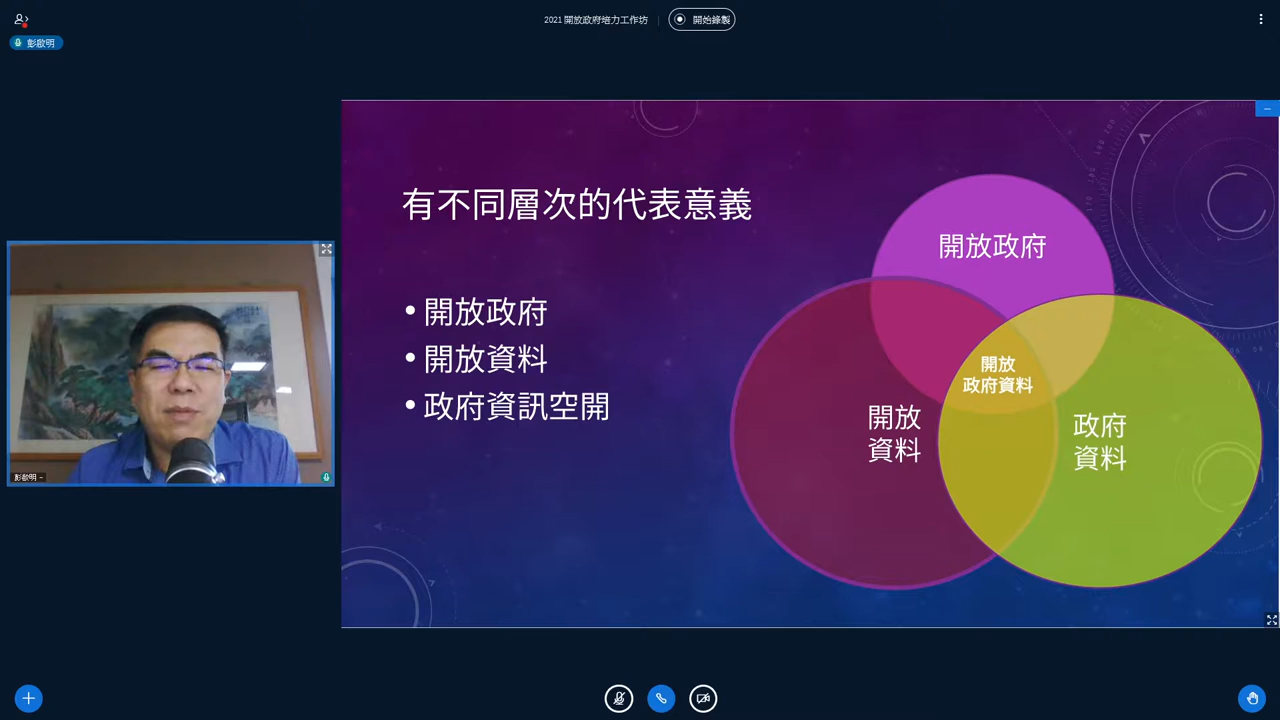 2021 開放政府培力工作坊
開始錄製
彭啟明
有不同層次的代表意義
• 開放政府
• 開放資料
• 政府資訊空開
開放政府
開放
政府資料
開放
資料
政府
資料
彭啟明